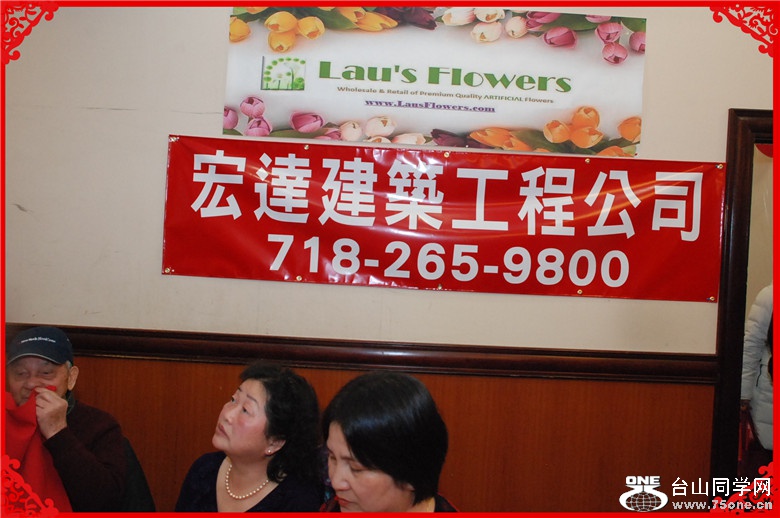 Lau's Flowers
Wholesale & Retail of Premium Quality ARTIFICIAL Flowers
www.LausFlowers.com
宏達建築工程公司
718-265-9800
ONE
台山同学网
www.75one.cn